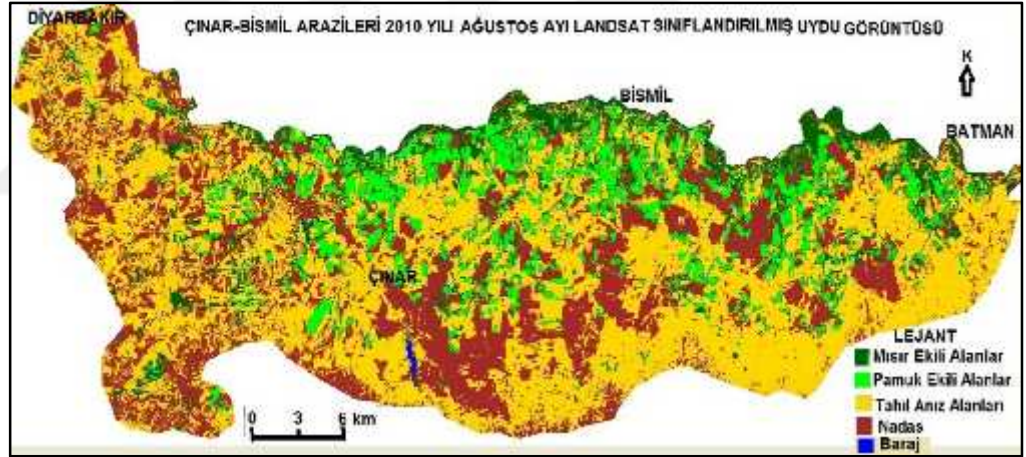 ÇINAR-BİSMİL ARAZİLERİ 2010 YILI AĞUSTOS AYI LANDSAT SINIFLANDIRILMIŞ UYDU GÖRÜNTÜSÜ
DİYARBAKIR
K
BİSMİL
BATMAN
ÇINAR
LEJANT
Mısır Ekili Alanlar
Pamuk Ekili Alanlar
Tahıl Anız Alanları
Nadas
Baraj
0 3 6 km